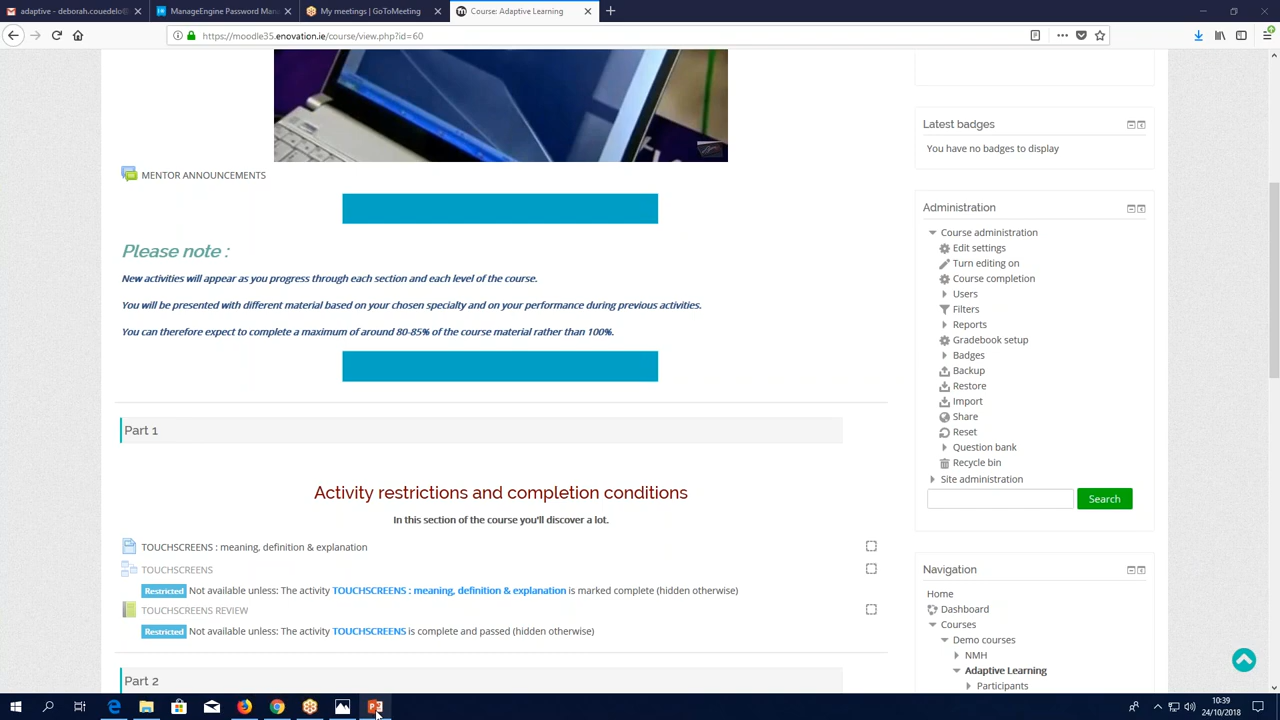 adaptive - deborah.couedelo@
ManageEngine Password Man
My meetings | GoToMeeting
Course: Adaptive Learning
https://moodle35.enovation.ie/course/view.php?id=60
Latest badges
You have no badges to display
MENTOR ANNOUNCEMENTS
Administration
Course administration
Edit settings
Please note :
Turn editing on
New activities will appear as you progress through each section and each level of the course.
Course completion
Users
You will be presented with different material based on your chosen specialty and on your performance during previous activities.
Filters
Reports
You can therefore expect to complete a maximum of around 80-85% of the course material rather than 100%.
Gradebook setup
Badges
Backup
Restore
Import
Share
Part 1
Reset
Question bank
Recycle bin
Site administration
Activity restrictions and completion conditions
Search
In this section of the course you'll discover a lot.
TOUCHSCREENS : meaning, definition & explanation
TOUCHSCREENS
Navigation
Restricted Not available unless: The activity TOUCHSCREENS : meaning, definition & explanation is marked complete (hidden otherwise)
Home
TOUCHSCREENS REVIEW
Dashboard
Courses
Restricted Not available unless: The activity TOUCHSCREENS is complete and passed (hidden otherwise)
Demo courses
NMH
Adaptive Learning
Part 2
Participants
10:39
24/10/2018